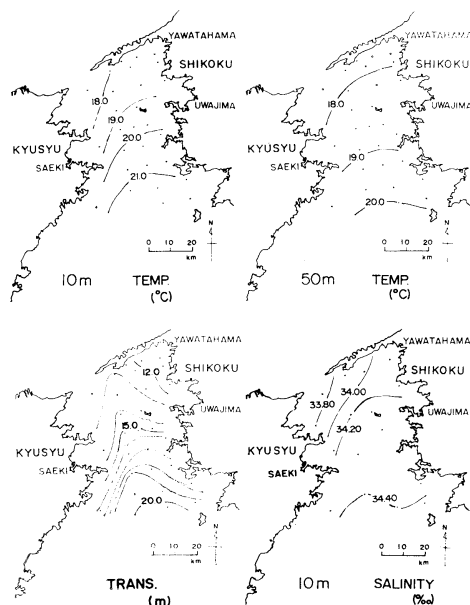 YAWATAHAMA
SHIKOKU
18.0
19.0
UWAJIMA
20.0
KYUSYU
SAEKI
21.0
N
0 10 20
km
10m TEMP.
(°C)
YAWATAHAMA
SHIKOKU
18.0
UWAJIMA
KYUSYU
19.0
SAEKI
20.0
N
0 10 20
km
50m TEMP.
(°C)
YAWATAHAMA
12.0
SHIKOKU
UWAJIMA
15.0
KYUSYU
SAEKI
20.0
N
0 10 20
km
TRANS.
(m)
YAWATAHAMA
34.00
SHIKOKU
33.80
UWAJIMA
34.20
KYUSYU
SAEKI
34.40
N
0 10 20
km
10m SALINITY
(‰)